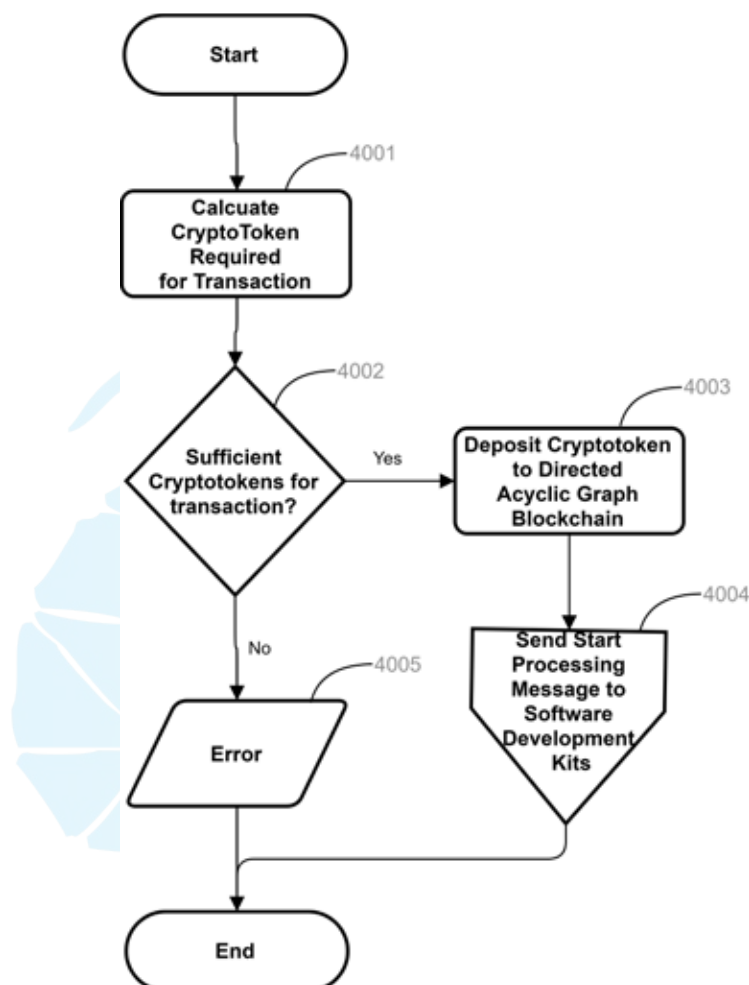 Start
4001
Calcuate
CryptoToken
Required
for Transaction
4002
Sufficient
Cryptotokens for
transaction?
Yes
4003
Deposit Cryptotoken
to Directed
Acyclic Graph
Blockchain
4004
Send Start
Processing
Message to
Software
Development
Kits
No
4005
Error
End